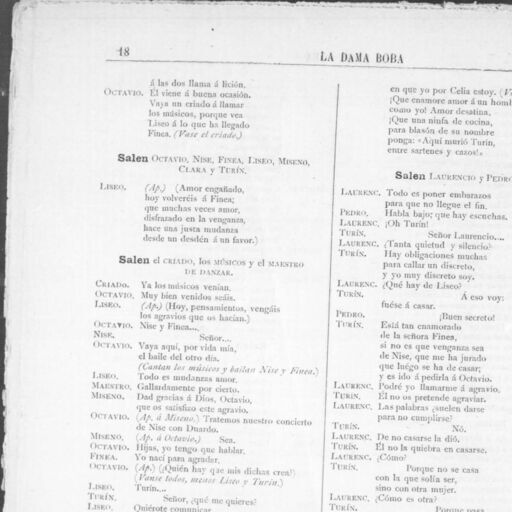 18
LA DAMA BOBA
á las dos llama á lición.
OCTAVIO. Él viene á buena ocasión.
Vaya un criado á llamar
los músicos, porque vea
Liseo á lo que ha llegado
Finea. (Vase el criado.)
Salen OCTAVIO, NISE, FINEA, LISEO, MISENO,
CLARA y TURÍN.
LISEO. (Ap.) (Amor engañado,
hoy volveréis á Finea;
que muchas veces amor,
disfrazado en la venganza,
hace una justa mudanza
desde un desdén á un favor.)
Salen el CRIADO, los MÚSICOS y el MAESTRO
DE DANZAR.
CRIADO. Ya los músicos venían.
OCTAVIO. Muy bien venidos seáis.
LISEO. (Ap.) (Hoy, pensamientos, vengáis
los agravios que os hacían.)
OCTAVIO. Nise y Finea...
NISE. Señor...
OCTAVIO. Vaya aquí, por vida mía,
el baile del otro día.
(Cantan los músicos y bailan Nise y Finea.)
LISEO. Todo es mudanzas amor.
MAESTRO. Gallardamente por cierto.
MISENO. Dad gracias á Dios, Octavio,
que os satisfizo este agravio.
OCTAVIO. (Ap. á Miseno.) Tratemos nuestro concierto
de Nise con Duardo.
MISENO. (Ap. á Octavio.) Sea.
OCTAVIO. Hijas, yo tengo que hablar.
FINEA. Yo nací para agradar.
OCTAVIO. (Ap.) (¡Quién hay que mis dichas crea!)
(Vanse todos, menos Liseo y Turín.)
LISEO. Turín...
TURÍN. Señor, ¿qué me quieres?
LISEO. Quiérote comunicar
en que yo por Celia estoy.
¡Que enamore amor á un
como yo! Amor desatina,
¡Que una ninfa de cocina,
para blasón de su nombre
ponga: «Aquí murió Turín,
entre sartenes y cazos!»
Salen LAURENCIO y
LAURENC. Todo es poner embarazos
para que no llegue el fin.
PEDRO. Habla bajo; que hay escuchas.
LAURENC. ¡Oh Turín!
TURÍN. Señor Laurencio....
LAURENC. ¿Tanta quietud y silencio?
TURÍN. Hay obligaciones muchas
para callar un discreto,
y yo muy discreto soy.
LAURENC. ¿Qué hay de Liseo?
TURÍN. Á eso voy:
fuése á casar.
PEDRO. ¡Buen secreto!
TURÍN. Está tan enamorado
de la señora Finea,
si no es que venganza sea
de Nise, que me ha jurado
que luégo se ha de casar;
y es ido á pedirla á Octavio.
LAURENC. Podré yo llamarme á agravio.
TURÍN. Él no os pretende agraviar.
LAURENC. Las palabras ¿suelen darse
para no cumplirse?
TURÍN. No.
LAURENC. De no casarse la dió.
TURÍN. Él no la quiebra en casarse.
LAURENC. ¿Cómo?
TURÍN. Porque no se casa
con la que solía ser,
sino con otra mujer.
LAURENC. ¿Cómo es otra?
TURÍN. Porque pasa